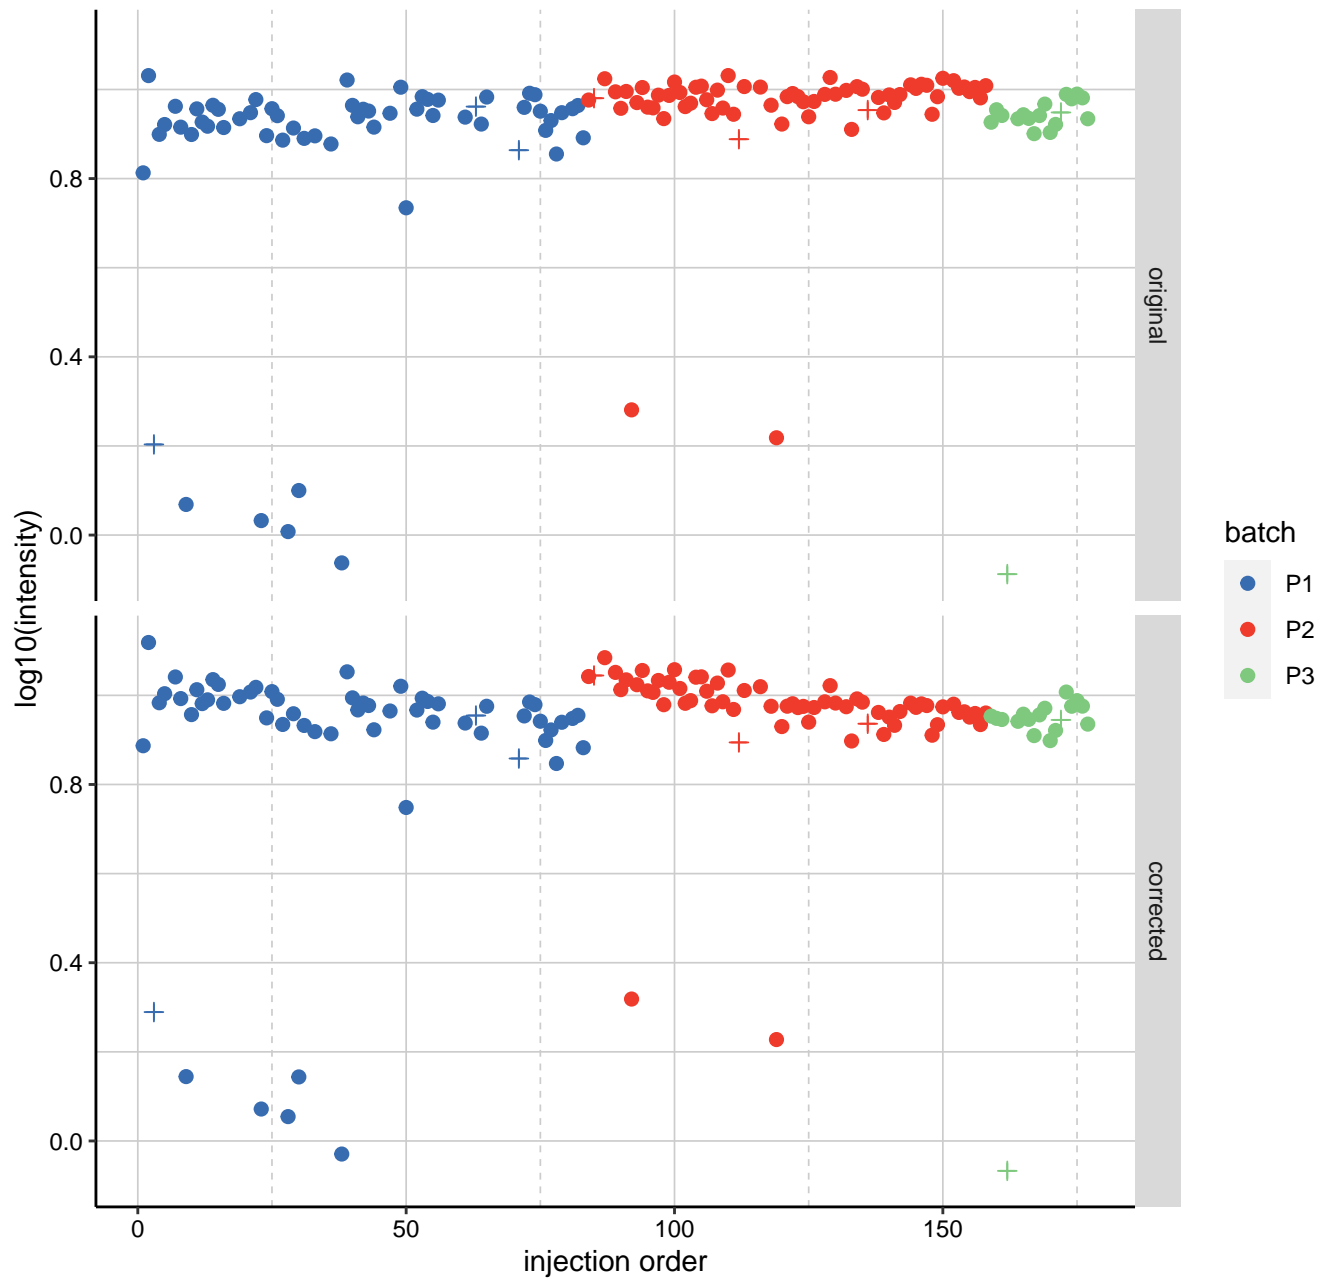 log10(intensity)
0.8
0.4
0.0
original
0.8
0.4
0.0
corrected
0
50
100
150
injection order
batch
P1
P2
P3